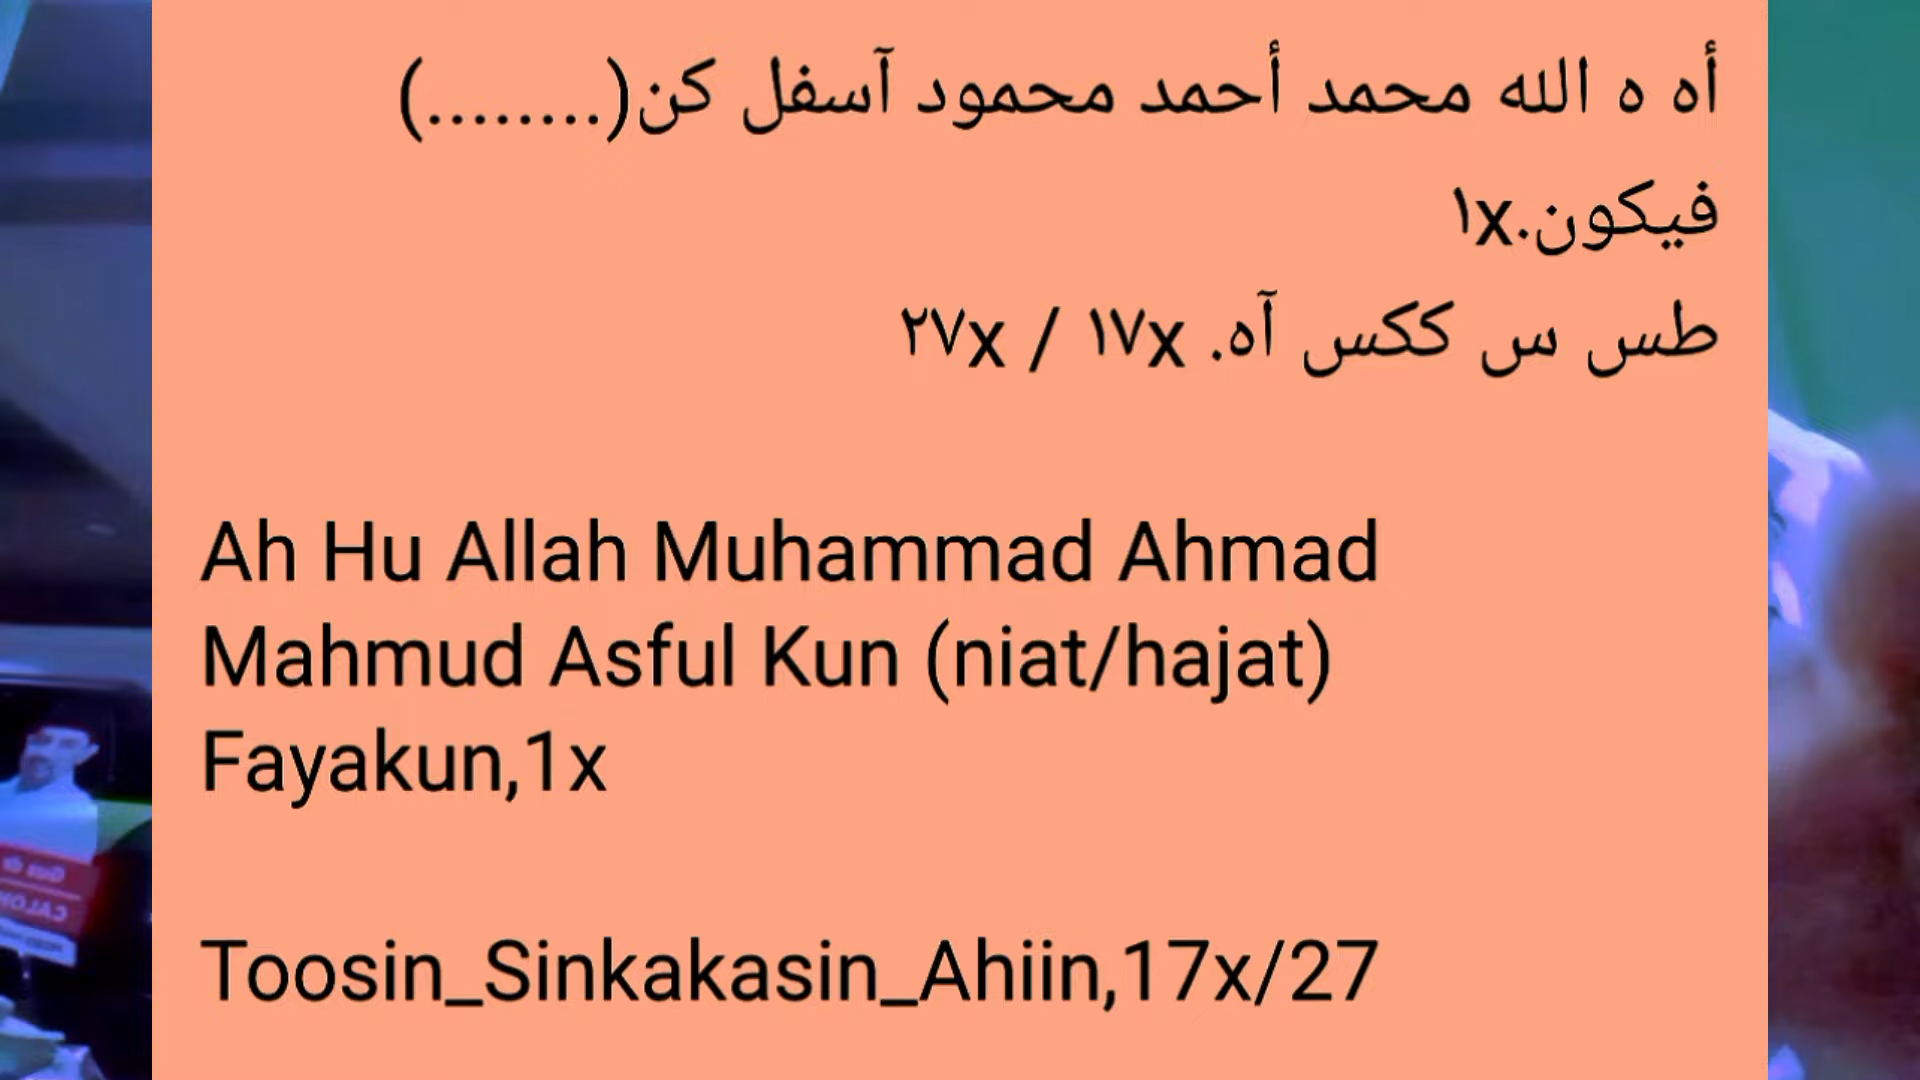 أه ه الله محمد أحمد محمود آسفل كن(........)
فيكون.١x
طس س ككس آه. ١٧x / ٢٧x
Ah Hu Allah Muhammad Ahmad
Mahmud Asful Kun (niat/hajat)
Fayakun,1x
Toosin_Sinkakasin_Ahiin,17x/27